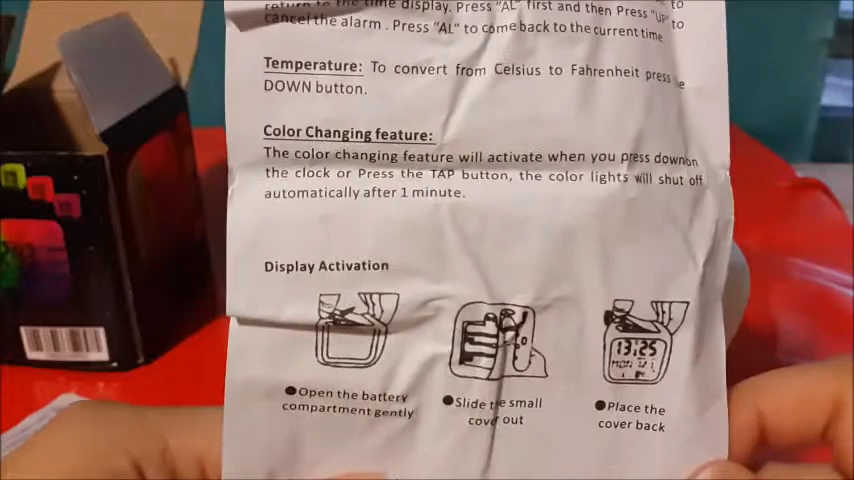 return to the time display. Press "AL" first and then Press "UP" to
cancel the alarm . Press "AL" to come back to the current time.
Temperature: To convert from Celsius to Fahrenheit press
DOWN button.
Color Changing feature:
The color changing feature will activate when you press down on
the clock or Press the TAP button, the color lights will shut off
automatically after 1 minute.
Display Activation
13:25
●Open the battery
compartment gently
●Slide the small
cover out
●Place the
cover back